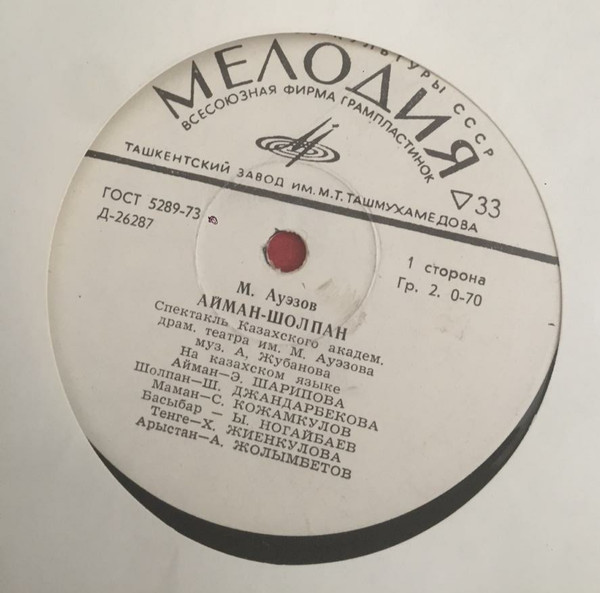 КУЛЬТУРЫ СССР
МЕЛОДИЯ
ВСЕСОЮЗНАЯ ФИРМА ГРАМПЛАСТИНОК
ТАШКЕНТСКИЙ ЗАВОД ИМ. М.Т. ТАШМУХАМЕДОВА
33
ГОСТ 5289-73
Д-26287
1 сторона
Гр. 2. 0-70
М. Ауэзов
АЙМАН-ШОЛПАН
Спектакль Казахского академ.
драм. театра им. М. Ауэзова
муз. А, Жубанова
На казахском языке
Айман—Э. ШАРИПОВА
Шолпан—Ш. ДЖАНДАРБЕКОВА
Маман—С. КОЖАМКУЛОВ
Басыбар — Ы. НОГАЙБАЕВ
Тенге—Х. ЖИЕНКУЛОВА
Арыстан—А. ЖОЛЫМБЕТОВ